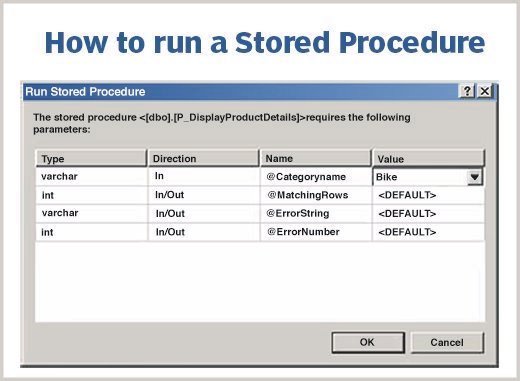 How to run a Stored Procedure
Run Stored Procedure
The stored procedure <[dbo].[P_DisplayProductDetails]>requires the following
parameters:
Type Direction Name Value
varchar In @Categoryname Bike
int In/Out @MatchingRows <DEFAULT>
varchar In/Out @ErrorString <DEFAULT>
int In/Out @ErrorNumber <DEFAULT>
OK Cancel